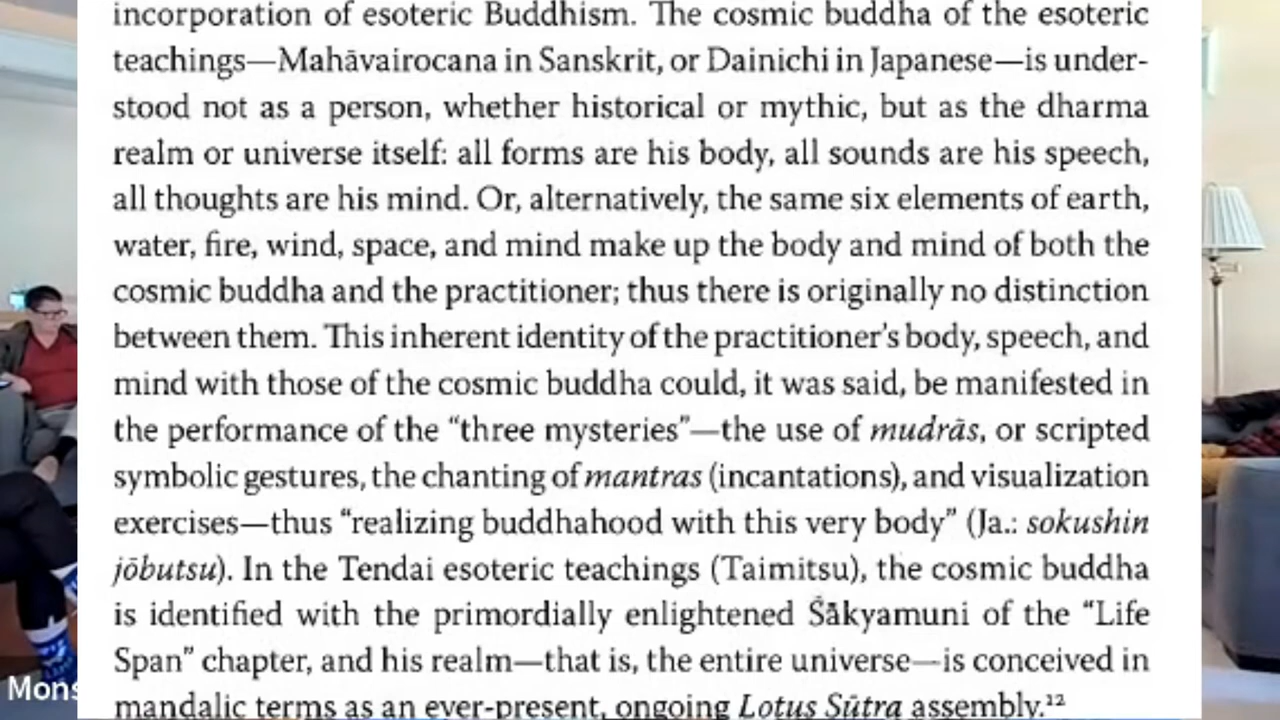 incorporation of esoteric Buddhism. The cosmic buddha of the esoteric
teachings—Mahāvairocana in Sanskrit, or Dainichi in Japanese—is under-
stood not as a person, whether historical or mythic, but as the dharma
realm or universe itself: all forms are his body, all sounds are his speech,
all thoughts are his mind. Or, alternatively, the same six elements of earth,
water, fire, wind, space, and mind make up the body and mind of both the
cosmic buddha and the practitioner; thus there is originally no distinction
between them. This inherent identity of the practitioner's body, speech, and
mind with those of the cosmic buddha could, it was said, be manifested in
the performance of the “three mysteries”—the use of mudrās, or scripted
symbolic gestures, the chanting of mantras (incantations), and visualization
exercises—thus “realizing buddhahood with this very body” (Ja.: sokushin
jōbutsu). In the Tendai esoteric teachings (Taimitsu), the cosmic buddha
is identified with the primordially enlightened Śākyamuni of the “Life
Span” chapter, and his realm—that is, the entire universe—is conceived in
mandalic terms as an ever-present, ongoing Lotus Sūtra assembly.¹²
Mons